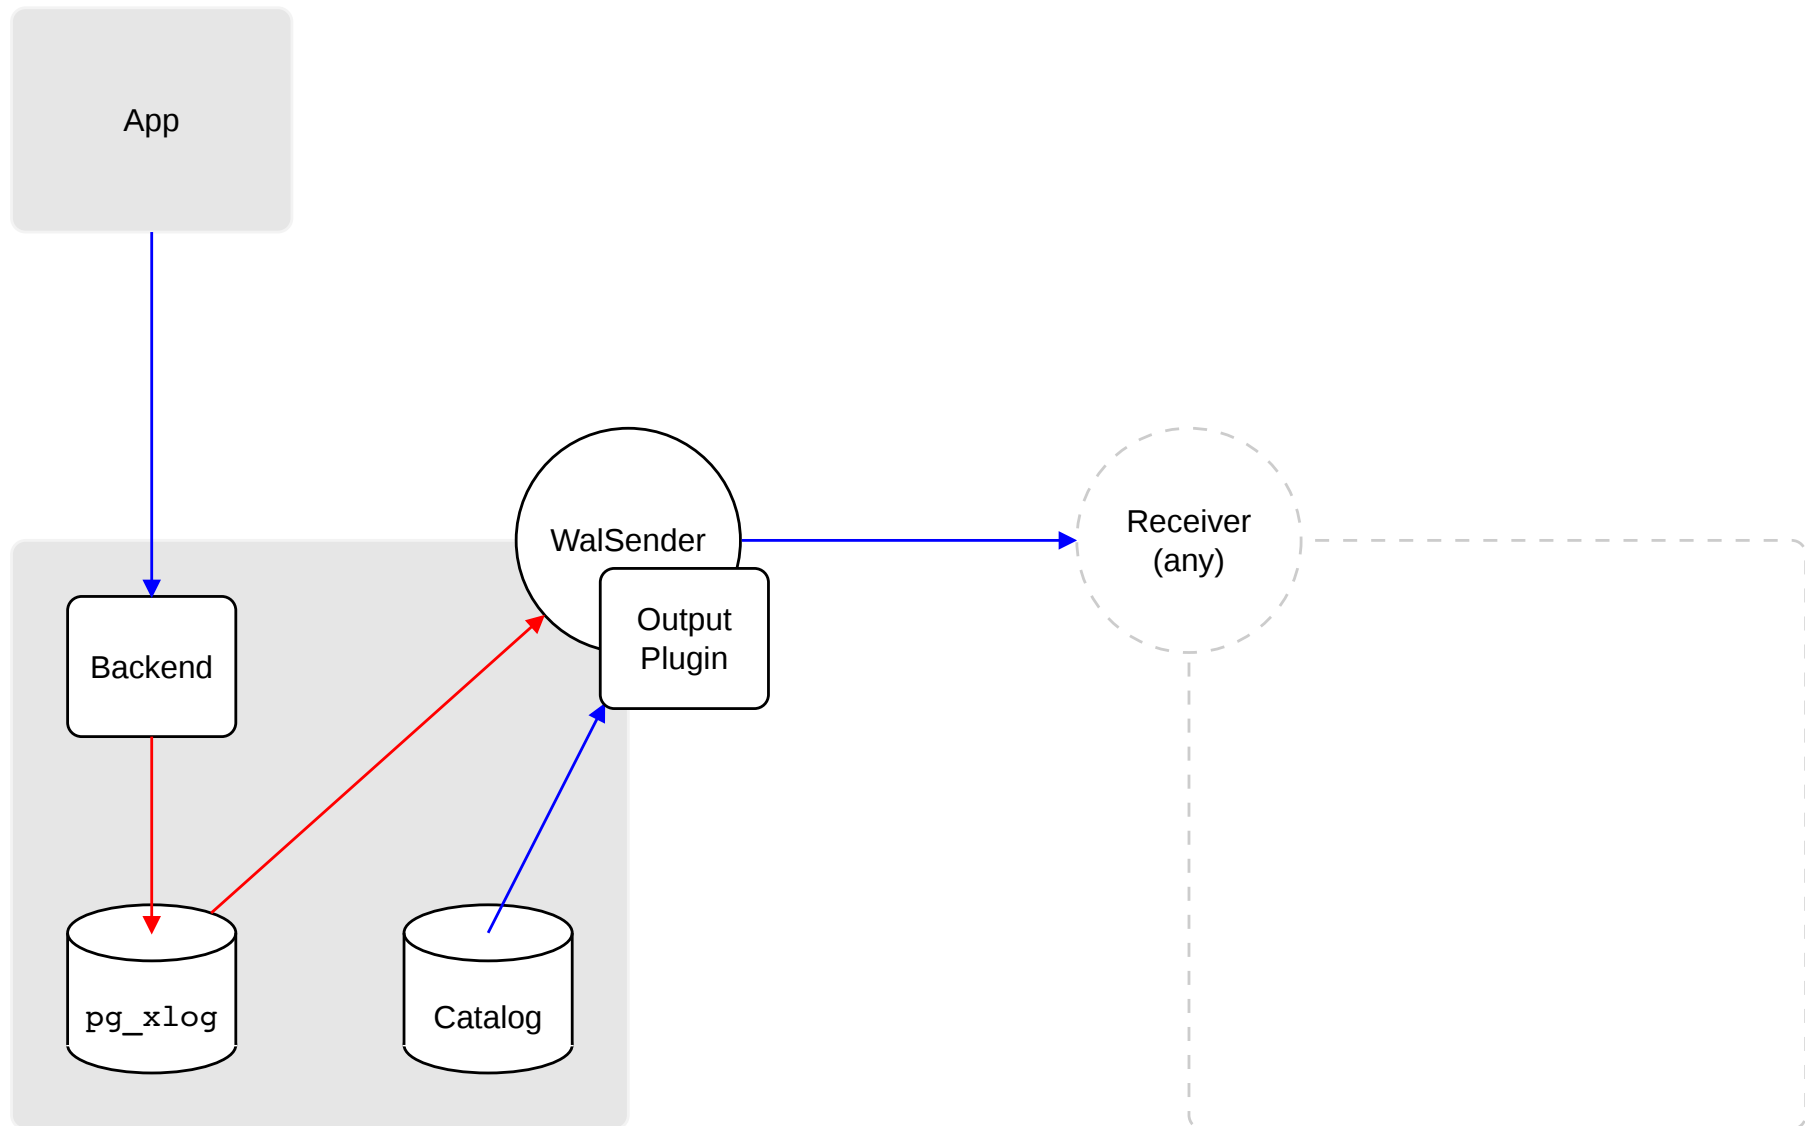 App
WalSender
Receiver
(any)
Output
Plugin
Backend
pg_xlog
Catalog